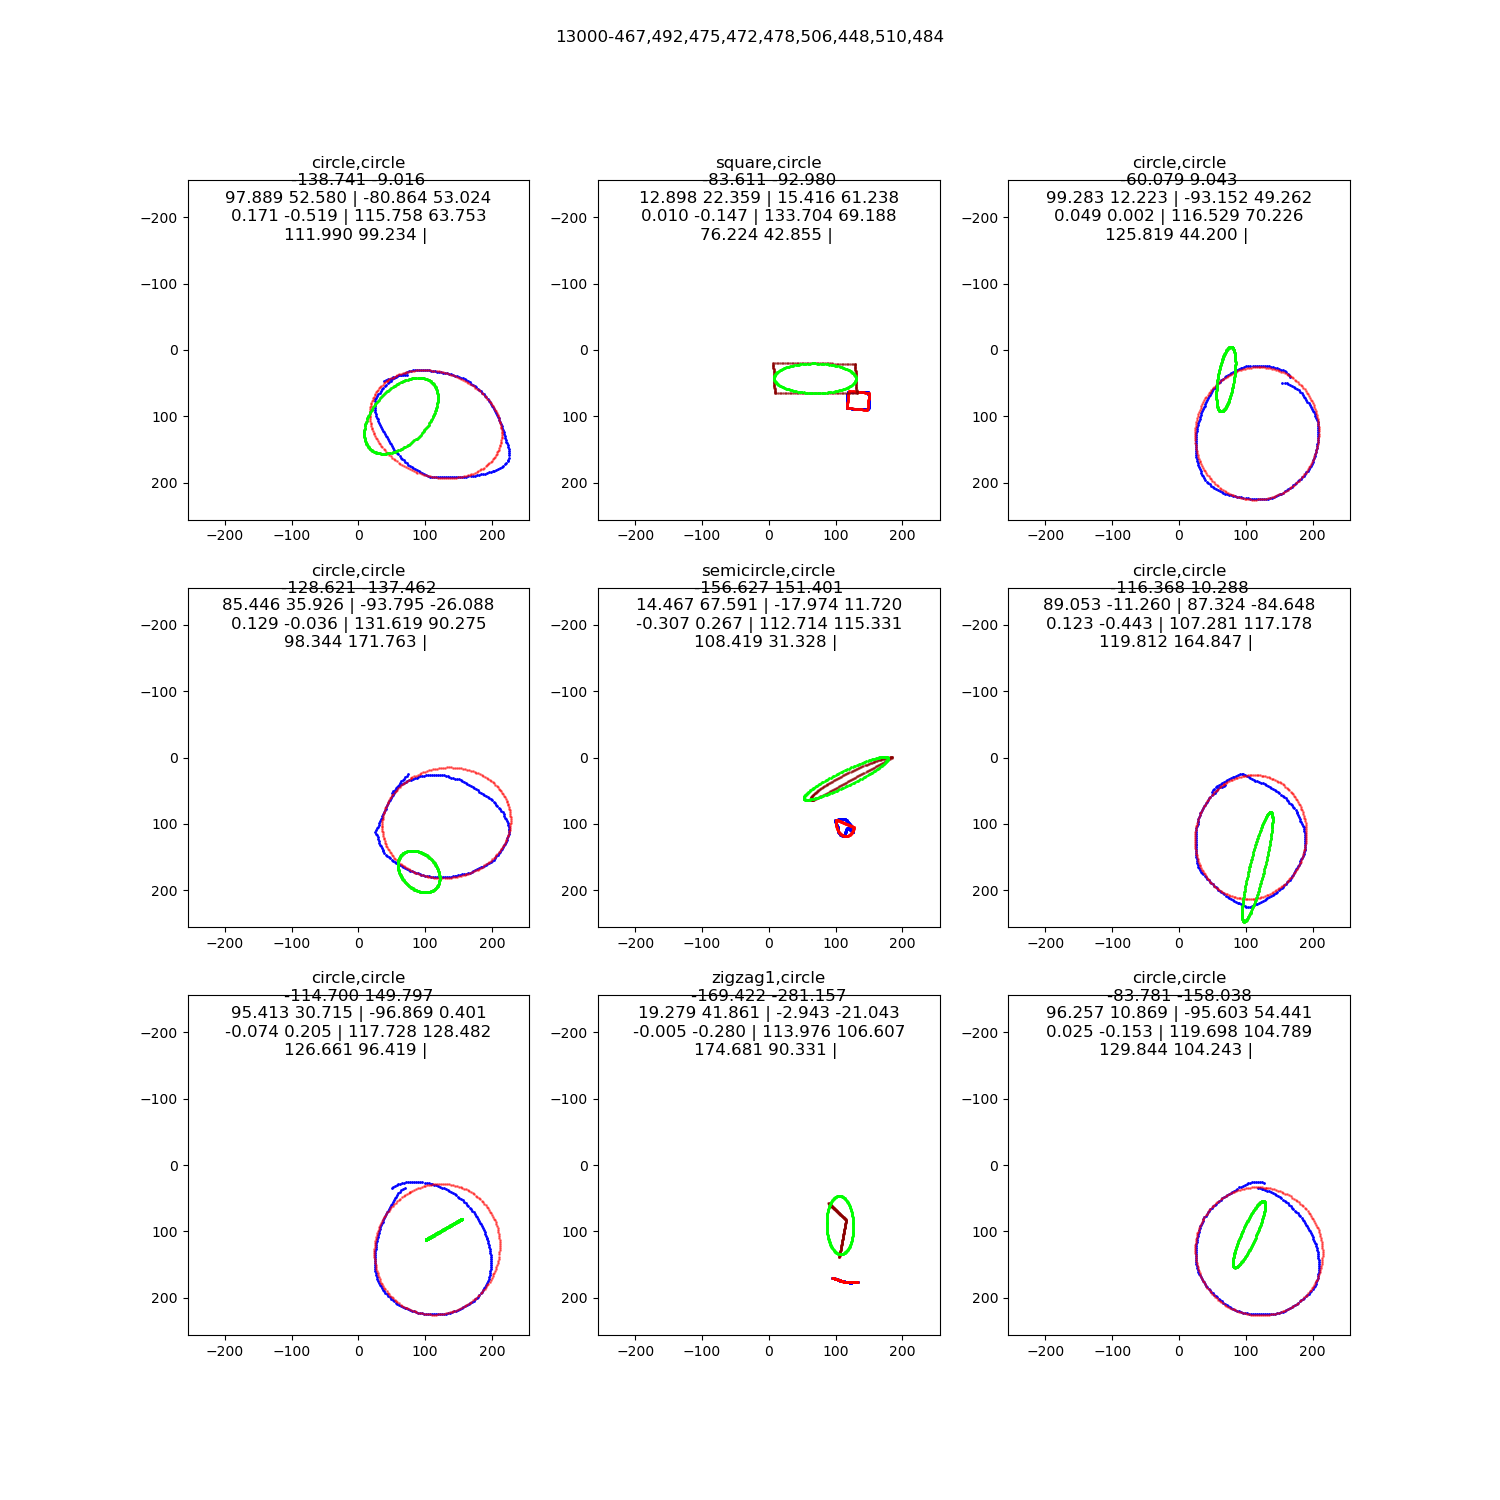 13000-467,492,475,472,478,506,448,510,484
circle,circle
-138.741 -9.016
97.889 52.580 | -80.864 53.024
0.171 -0.519 | 115.758 63.753
111.990 99.234 |
−200
−100
0
100
200
−200 −100 0 100 200
square,circle
-83.611 -92.980
12.898 22.359 | 15.416 61.238
0.010 -0.147 | 133.704 69.188
76.224 42.855 |
−200
−100
0
100
200
−200 −100 0 100 200
circle,circle
-60.079 9.043
99.283 12.223 | -93.152 49.262
0.049 0.002 | 116.529 70.226
125.819 44.200 |
−200
−100
0
100
200
−200 −100 0 100 200
circle,circle
-128.621 -137.462
85.446 35.926 | -93.795 -26.088
0.129 -0.036 | 131.619 90.275
98.344 171.763 |
−200
−100
0
100
200
−200 −100 0 100 200
semicircle,circle
-156.627 151.401
14.467 67.591 | -17.974 11.720
-0.307 0.267 | 112.714 115.331
108.419 31.328 |
−200
−100
0
100
200
−200 −100 0 100 200
circle,circle
-116.368 10.288
89.053 -11.260 | 87.324 -84.648
0.123 -0.443 | 107.281 117.178
119.812 164.847 |
−200
−100
0
100
200
−200 −100 0 100 200
circle,circle
-114.700 149.797
95.413 30.715 | -96.869 0.401
-0.074 0.205 | 117.728 128.482
126.661 96.419 |
−200
−100
0
100
200
−200 −100 0 100 200
zigzag1,circle
-169.422 -281.157
19.279 41.861 | -2.943 -21.043
-0.005 -0.280 | 113.976 106.607
174.681 90.331 |
−200
−100
0
100
200
−200 −100 0 100 200
circle,circle
-83.781 -158.038
96.257 10.869 | -95.603 54.441
0.025 -0.153 | 119.698 104.789
129.844 104.243 |
−200
−100
0
100
200
−200 −100 0 100 200